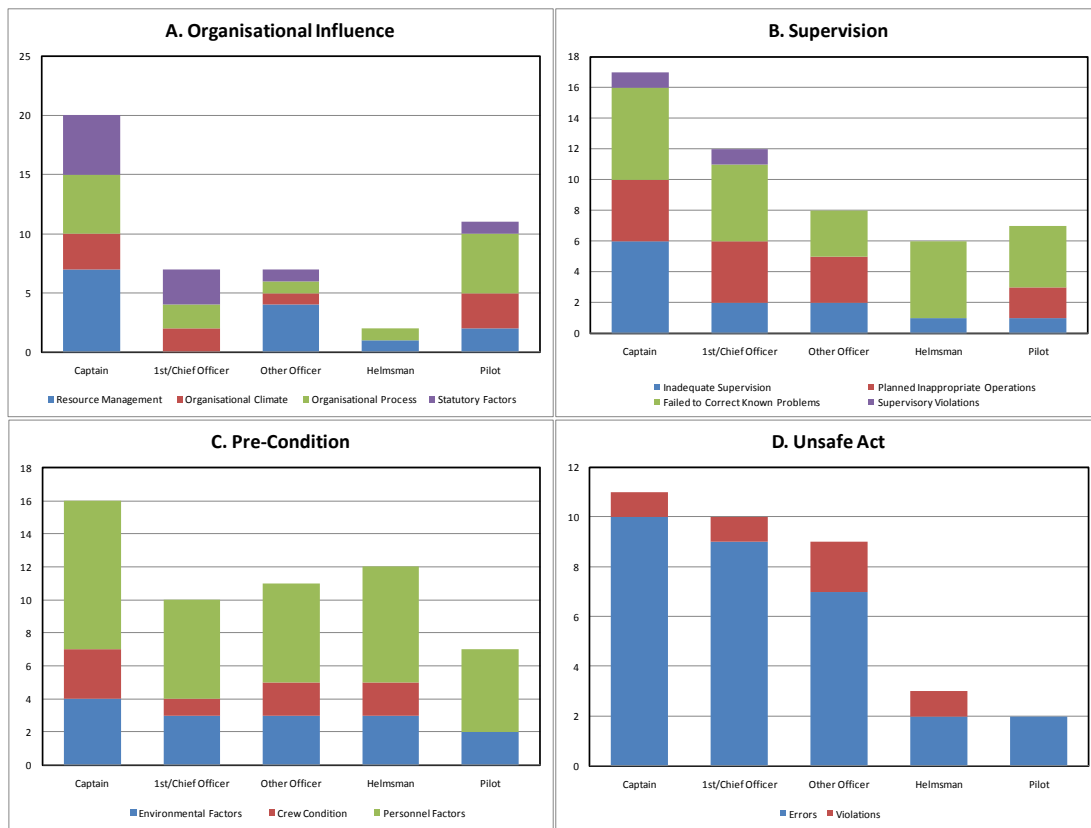 A. Organisational Influence
25
20
15
10
5
0
Captain 1st/Chief Officer Other Officer Helmsman Pilot
Resource Management Organisational Climate Organisational Process Statutory Factors
B. Supervision
18
16
14
12
10
8
6
4
2
0
Captain 1st/Chief Officer Other Officer Helmsman Pilot
Inadequate Supervision Planned Inappropriate Operations
Failed to Correct Known Problems Supervisory Violations
C. Pre-Condition
18
16
14
12
10
8
6
4
2
0
Captain 1st/Chief Officer Other Officer Helmsman Pilot
Environmental Factors Crew Condition Personnel Factors
D. Unsafe Act
12
10
8
6
4
2
0
Captain 1st/Chief Officer Other Officer Helmsman Pilot
Errors Violations